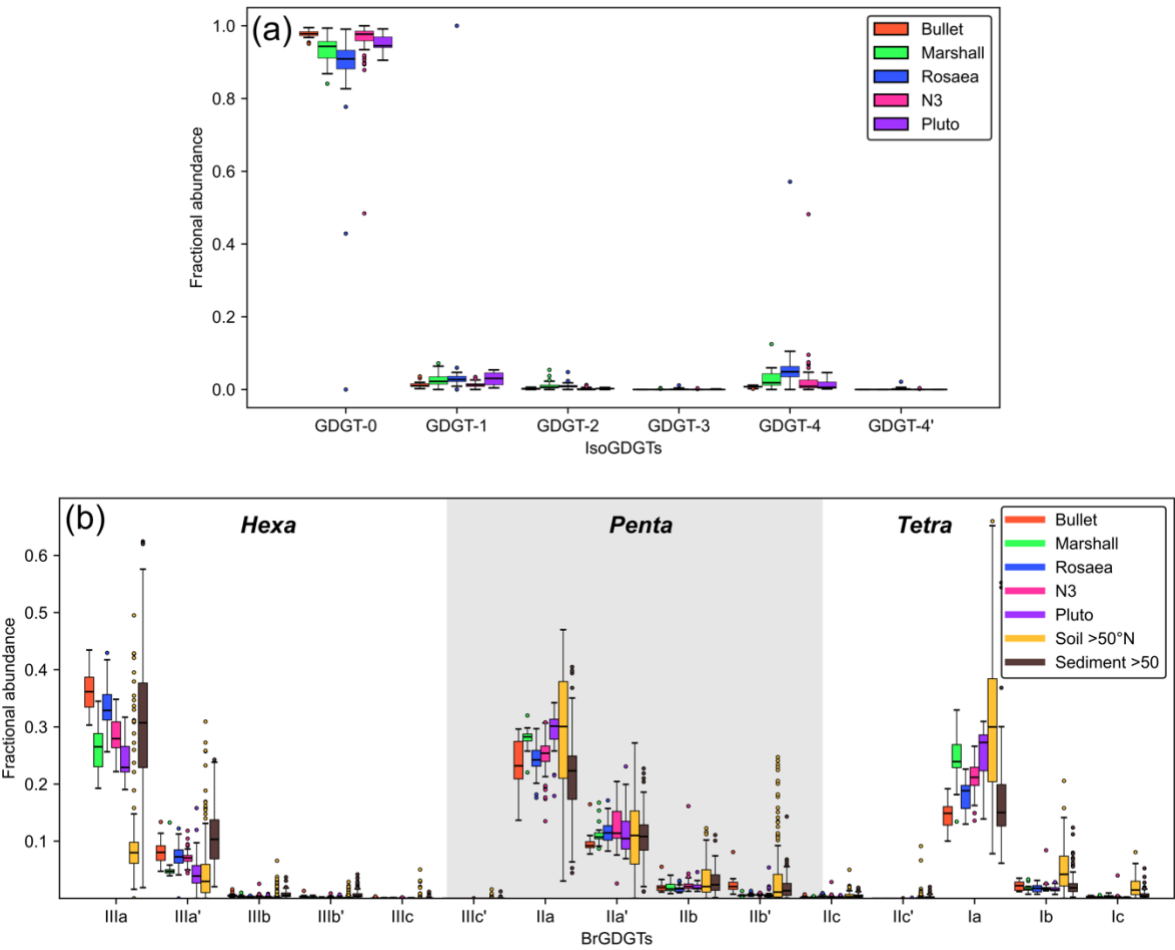 (a)
Bullet
Marshall
Rosaea
N3
Pluto
Fractional abundance
1.0
0.8
0.6
0.4
0.2
0.0
GDGT-0 GDGT-1 GDGT-2 GDGT-3 GDGT-4 GDGT-4'
IsoGDGTs
(b)
Hexa Penta Tetra
Bullet
Marshall
Rosaea
N3
Pluto
Soil >50°N
Sediment >50
Fractional abundance
0.6
0.5
0.4
0.3
0.2
0.1
IIIa IIIa' IIIb IIIb' IIIc IIIc' IIa IIa' IIb IIb' IIc IIc' Ia Ib Ic
BrGDGTs